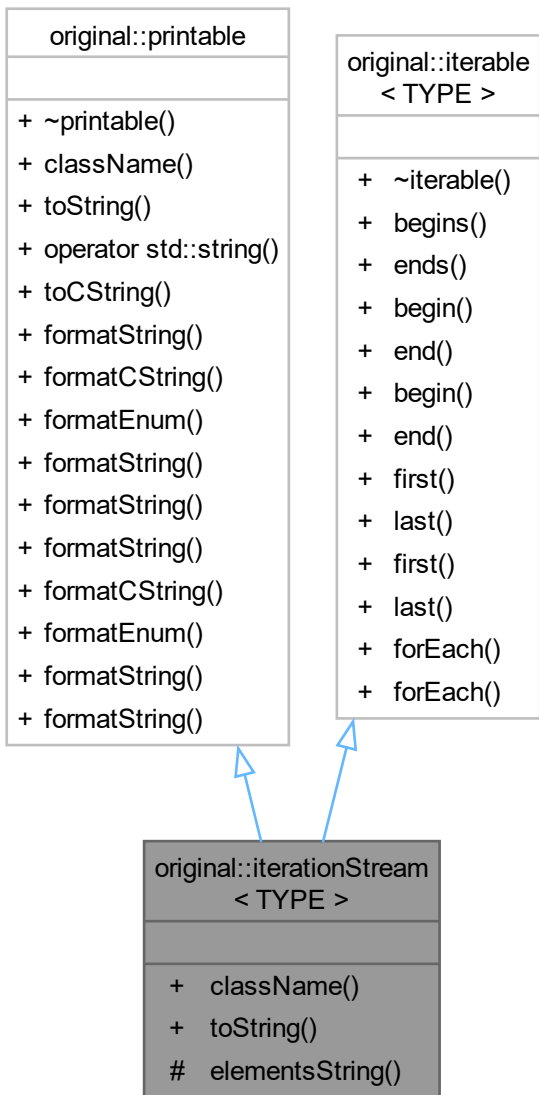 original::printable
+ ~printable()
+ className()
+ toString()
+ operator std::string()
+ toCString()
+ formatString()
+ formatCString()
+ formatEnum()
+ formatString()
+ formatString()
+ formatString()
+ formatCString()
+ formatEnum()
+ formatString()
+ formatString()
original::iterable
< TYPE >
+ ~iterable()
+ begins()
+ ends()
+ begin()
+ end()
+ begin()
+ end()
+ first()
+ last()
+ first()
+ last()
+ forEach()
+ forEach()
original::iterationStream
< TYPE >
+ className()
+ toString()
# elementsString()